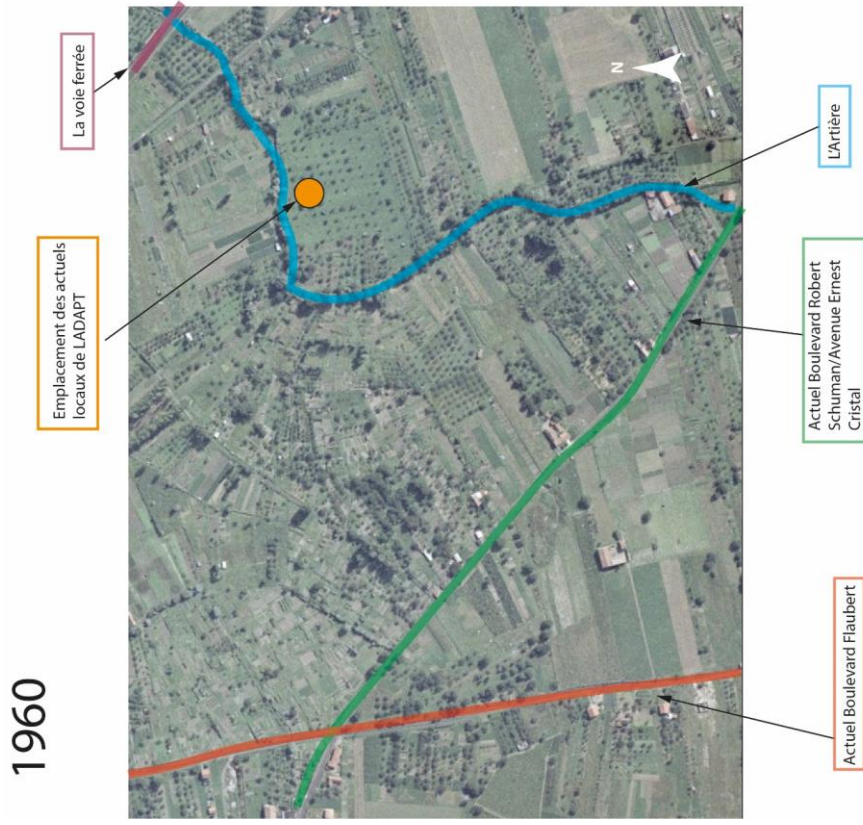 1960
La voie ferrée
Emplacement des actuels
locaux de LADAPT
N
L'Artière
Actuel Boulevard Robert
Schuman/Avenue Ernest
Cristal
Actuel Boulevard Flaubert